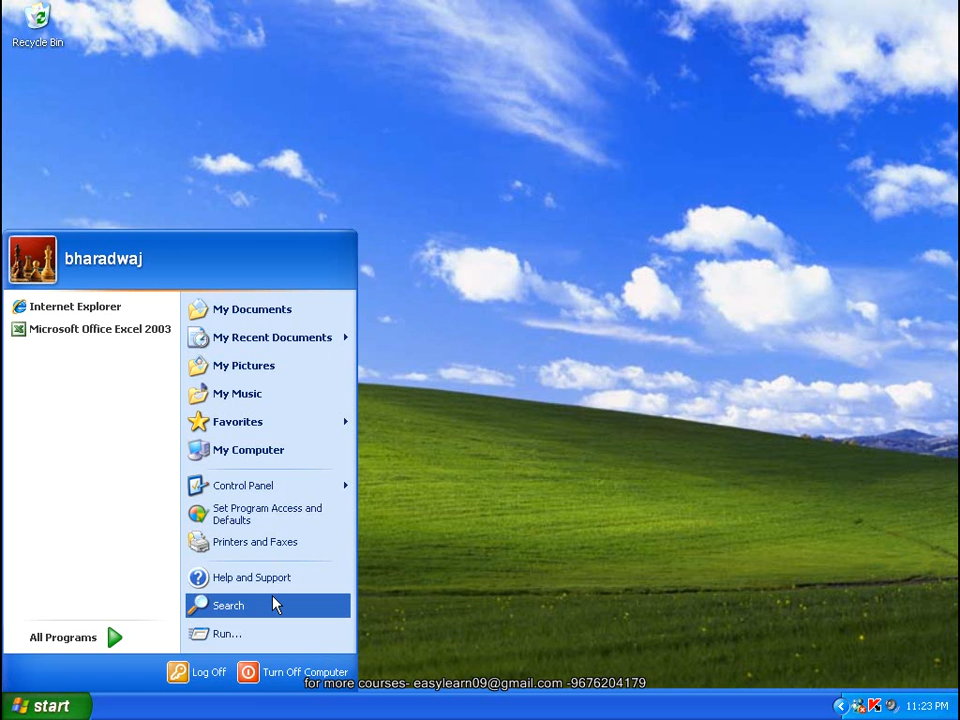 Recycle Bin
bharadwaj
Internet Explorer
Microsoft Office Excel 2003
All Programs
My Documents
My Recent Documents
My Pictures
My Music
Favorites
My Computer
Control Panel
Set Program Access and
Defaults
Printers and Faxes
Help and Support
Search
Run...
Log Off
Turn Off Computer
for more courses- easylearn09@gmail.com -9676204179
start
11:23 PM